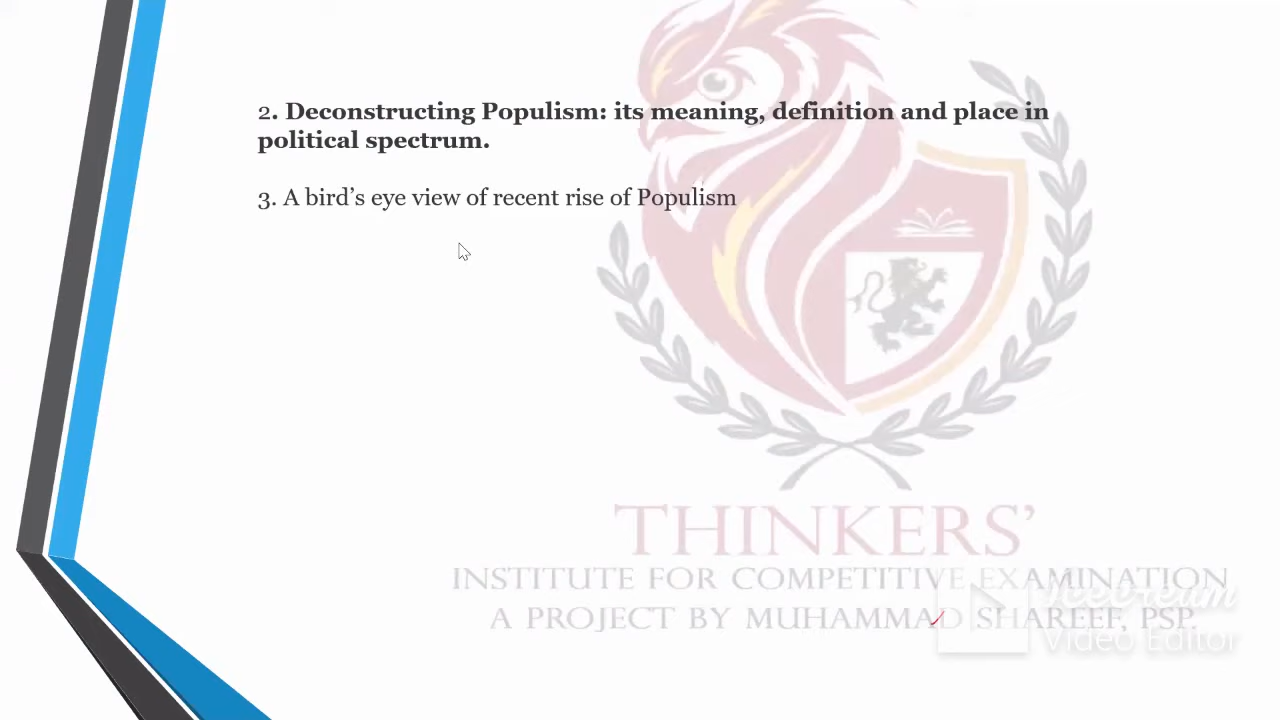 2. Deconstructing Populism: its meaning, definition and place in
political spectrum.
3. A bird’s eye view of recent rise of Populism
THINKERS’
INSTITUTE FOR COMPETITIVE EXAMINATION
A PROJECT BY MUHAMMAD SHAREEF, PSP.
Icecream
Video Editor